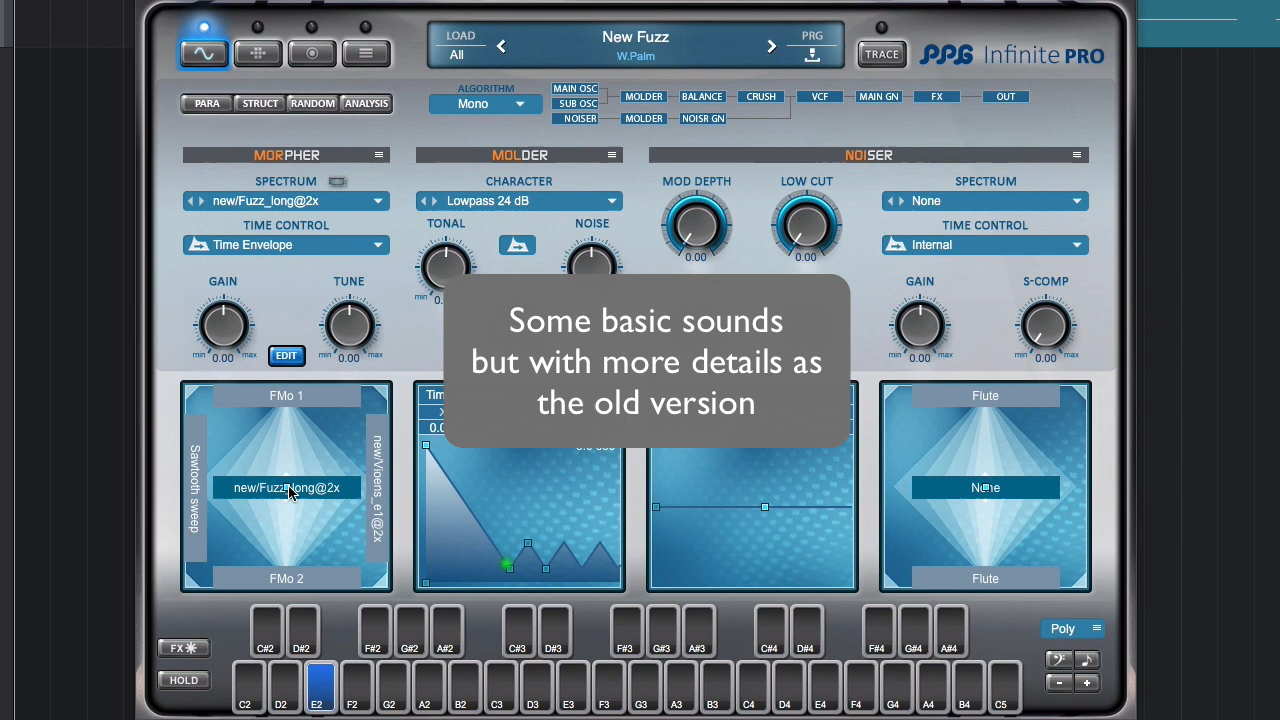 LOAD
All
New Fuzz
W.Palm
PRG
TRACE
PPG Infinite PRO
PARA STRUCT RANDOM ANALYSIS
ALGORITHM
Mono
MAIN OSC
SUB OSC
NOISER
MOLDER BALANCE CRUSH VCF MAIN GN FX OUT
MOLDER NOISR GN
MORPHER
MOLDER
NOISER
SPECTRUM
new/Fuzz_long@2x
TIME CONTROL
Time Envelope
GAIN TUNE
min 0.00 max
min 0.00 max
EDIT
CHARACTER
Lowpass 24 dB
TONAL NOISE
min
MOD DEPTH LOW CUT
0.00 0.00
SPECTRUM
None
TIME CONTROL
Internal
GAIN S-COMP
min 0.00 max
min 0.00 max
Some basic sounds
but with more details as
the old version
FMo 1
Sawtooth sweep
new/Fuzz_long@2x
new/Vioens_e1@2x
FMo 2
Flute
None
Flute
C#2 D#2 F#2 G#2 A#2 C#3 D#3 F#3 G#3 A#3 C#4 D#4 F#4 G#4 A#4
Poly
FX
HOLD
C2 D2 E2 F2 G2 A2 B2 C3 D3 E3 F3 G3 A3 B3 C4 D4 E4 F4 G4 A4 B4 C5
- +